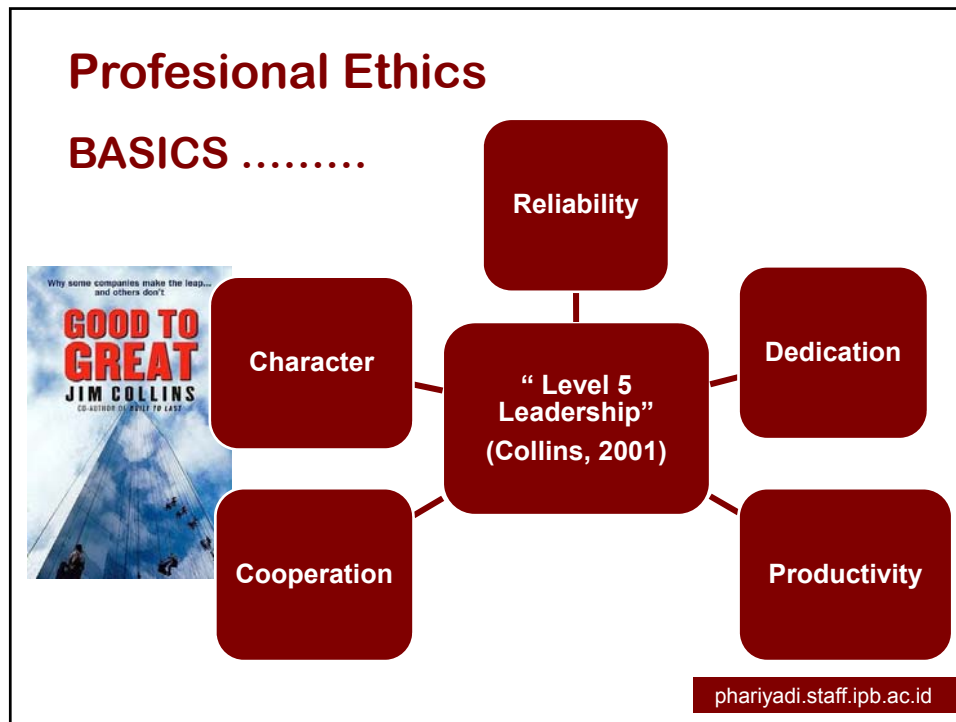 Profesional Ethics
BASICS .........
Reliability
Why some companies make the leap...
and others don't
GOOD TO
GREAT
JIM COLLINS
CO-AUTHOR OF BUILT TO LAST
Character
Dedication
“ Level 5
Leadership”
(Collins, 2001)
Cooperation
Productivity
phariyadi.staff.ipb.ac.id